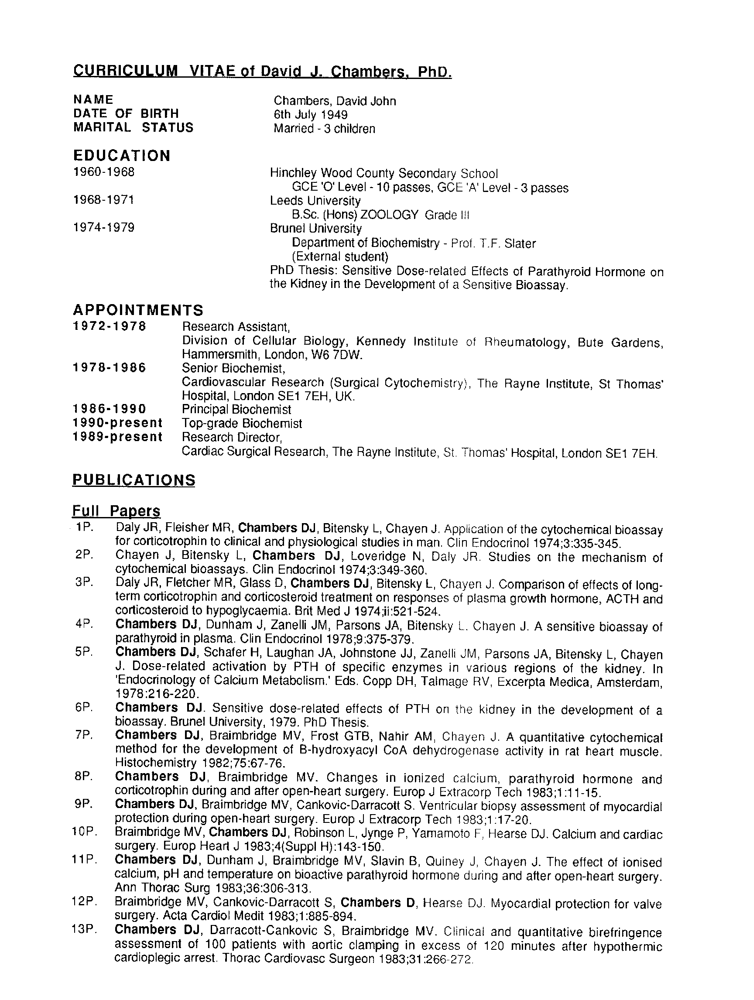 CURRICULUM VITAE of David J. Chambers, PhD.
NAME Chambers, David John
DATE OF BIRTH 6th July 1949
MARITAL STATUS Married - 3 children
EDUCATION
1960-1968 Hinchley Wood County Secondary School
GCE 'O' Level - 10 passes, GCE 'A' Level - 3 passes
1968-1971 Leeds University
B.Sc. (Hons) ZOOLOGY Grade III
1974-1979 Brunel University
Department of Biochemistry - Prof. T.F. Slater
(External student)
PhD Thesis: Sensitive Dose-related Effects of Parathyroid Hormone on
the Kidney in the Development of a Sensitive Bioassay.
APPOINTMENTS
1972-1978 Research Assistant,
Division of Cellular Biology, Kennedy Institute of Rheumatology, Bute Gardens,
Hammersmith, London, W6 7DW.
1978-1986 Senior Biochemist,
Cardiovascular Research (Surgical Cytochemistry), The Rayne Institute, St Thomas'
Hospital, London SE1 7EH, UK.
1986-1990 Principal Biochemist
1990-present Top-grade Biochemist
1989-present Research Director,
Cardiac Surgical Research, The Rayne Institute, St. Thomas' Hospital, London SE1 7EH.
PUBLICATIONS
Full Papers
1P. Daly JR, Fleisher MR, Chambers DJ, Bitensky L, Chayen J. Application of the cytochemical bioassay
for corticotrophin to clinical and physiological studies in man. Clin Endocrinol 1974;3:335-345.
2P. Chayen J, Bitensky L, Chambers DJ, Loveridge N, Daly JR. Studies on the mechanism of
cytochemical bioassays. Clin Endocrinol 1974;3:349-360.
3P. Daly JR, Fletcher MR, Glass D, Chambers DJ, Bitensky L, Chayen J. Comparison of effects of long-
term corticotrophin and corticosteroid treatment on responses of plasma growth hormone, ACTH and
corticosteroid to hypoglycaemia. Brit Med J 1974;ii:521-524.
4P. Chambers DJ, Dunham J, Zanelli JM, Parsons JA, Bitensky L. Chayen J. A sensitive bioassay of
parathyroid in plasma. Clin Endocrinol 1978;9:375-379.
5P. Chambers DJ, Schafer H, Laughan JA, Johnstone JJ, Zanelli JM, Parsons JA, Bitensky L, Chayen
J. Dose-related activation by PTH of specific enzymes in various regions of the kidney. In
'Endocrinology of Calcium Metabolism.' Eds. Copp DH, Talmage RV, Excerpta Medica, Amsterdam,
1978:216-220.
6P. Chambers DJ. Sensitive dose-related effects of PTH on the kidney in the development of a
bioassay. Brunel University, 1979. PhD Thesis.
7P. Chambers DJ, Braimbridge MV, Frost GTB, Nahir AM, Chayen J. A quantitative cytochemical
method for the development of B-hydroxyacyl CoA dehydrogenase activity in rat heart muscle.
Histochemistry 1982;75:67-76.
8P. Chambers DJ, Braimbridge MV. Changes in ionized calcium, parathyroid hormone and
corticotrophin during and after open-heart surgery. Europ J Extracorp Tech 1983;1:11-15.
9P. Chambers DJ, Braimbridge MV, Cankovic-Darracott S. Ventricular biopsy assessment of myocardial
protection during open-heart surgery. Europ J Extracorp Tech 1983;1:17-20.
10P. Braimbridge MV, Chambers DJ, Robinson L, Jynge P, Yamamoto F, Hearse DJ. Calcium and cardiac
surgery. Europ Heart J 1983;4(Suppl H):143-150.
11P. Chambers DJ, Dunham J, Braimbridge MV, Slavin B, Quiney J, Chayen J. The effect of ionised
calcium, pH and temperature on bioactive parathyroid hormone during and after open-heart surgery.
Ann Thorac Surg 1983;36:306-313.
12P. Braimbridge MV, Cankovic-Darracott S, Chambers D, Hearse DJ. Myocardial protection for valve
surgery. Acta Cardiol Medit 1983;1:885-894.
13P. Chambers DJ, Darracott-Cankovic S, Braimbridge MV. Clinical and quantitative birefringence
assessment of 100 patients with aortic clamping in excess of 120 minutes after hypothermic
cardioplegic arrest. Thorac Cardiovasc Surgeon 1983;31:266-272.